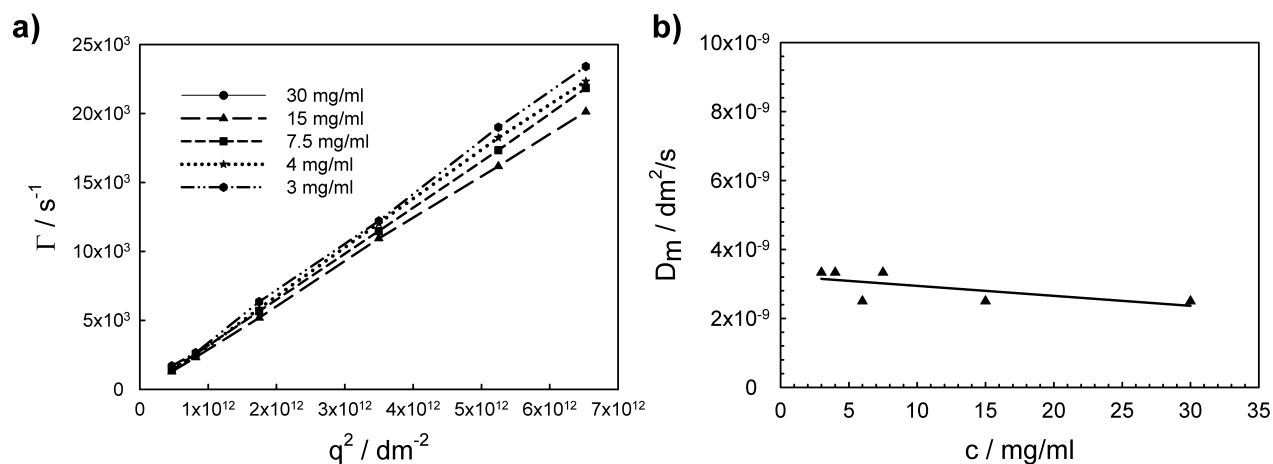 a)
25x10³
20x10³
15x10³
10x10³
5x10³
0
Γ / s⁻¹
30 mg/ml
15 mg/ml
7.5 mg/ml
4 mg/ml
3 mg/ml
0 1x10¹² 2x10¹² 3x10¹² 4x10¹² 5x10¹² 6x10¹² 7x10¹²
q² / dm⁻²
b)
10x10⁻⁹
8x10⁻⁹
6x10⁻⁹
4x10⁻⁹
2x10⁻⁹
0
Dm / dm²/s
0 5 10 15 20 25 30 35
c / mg/ml